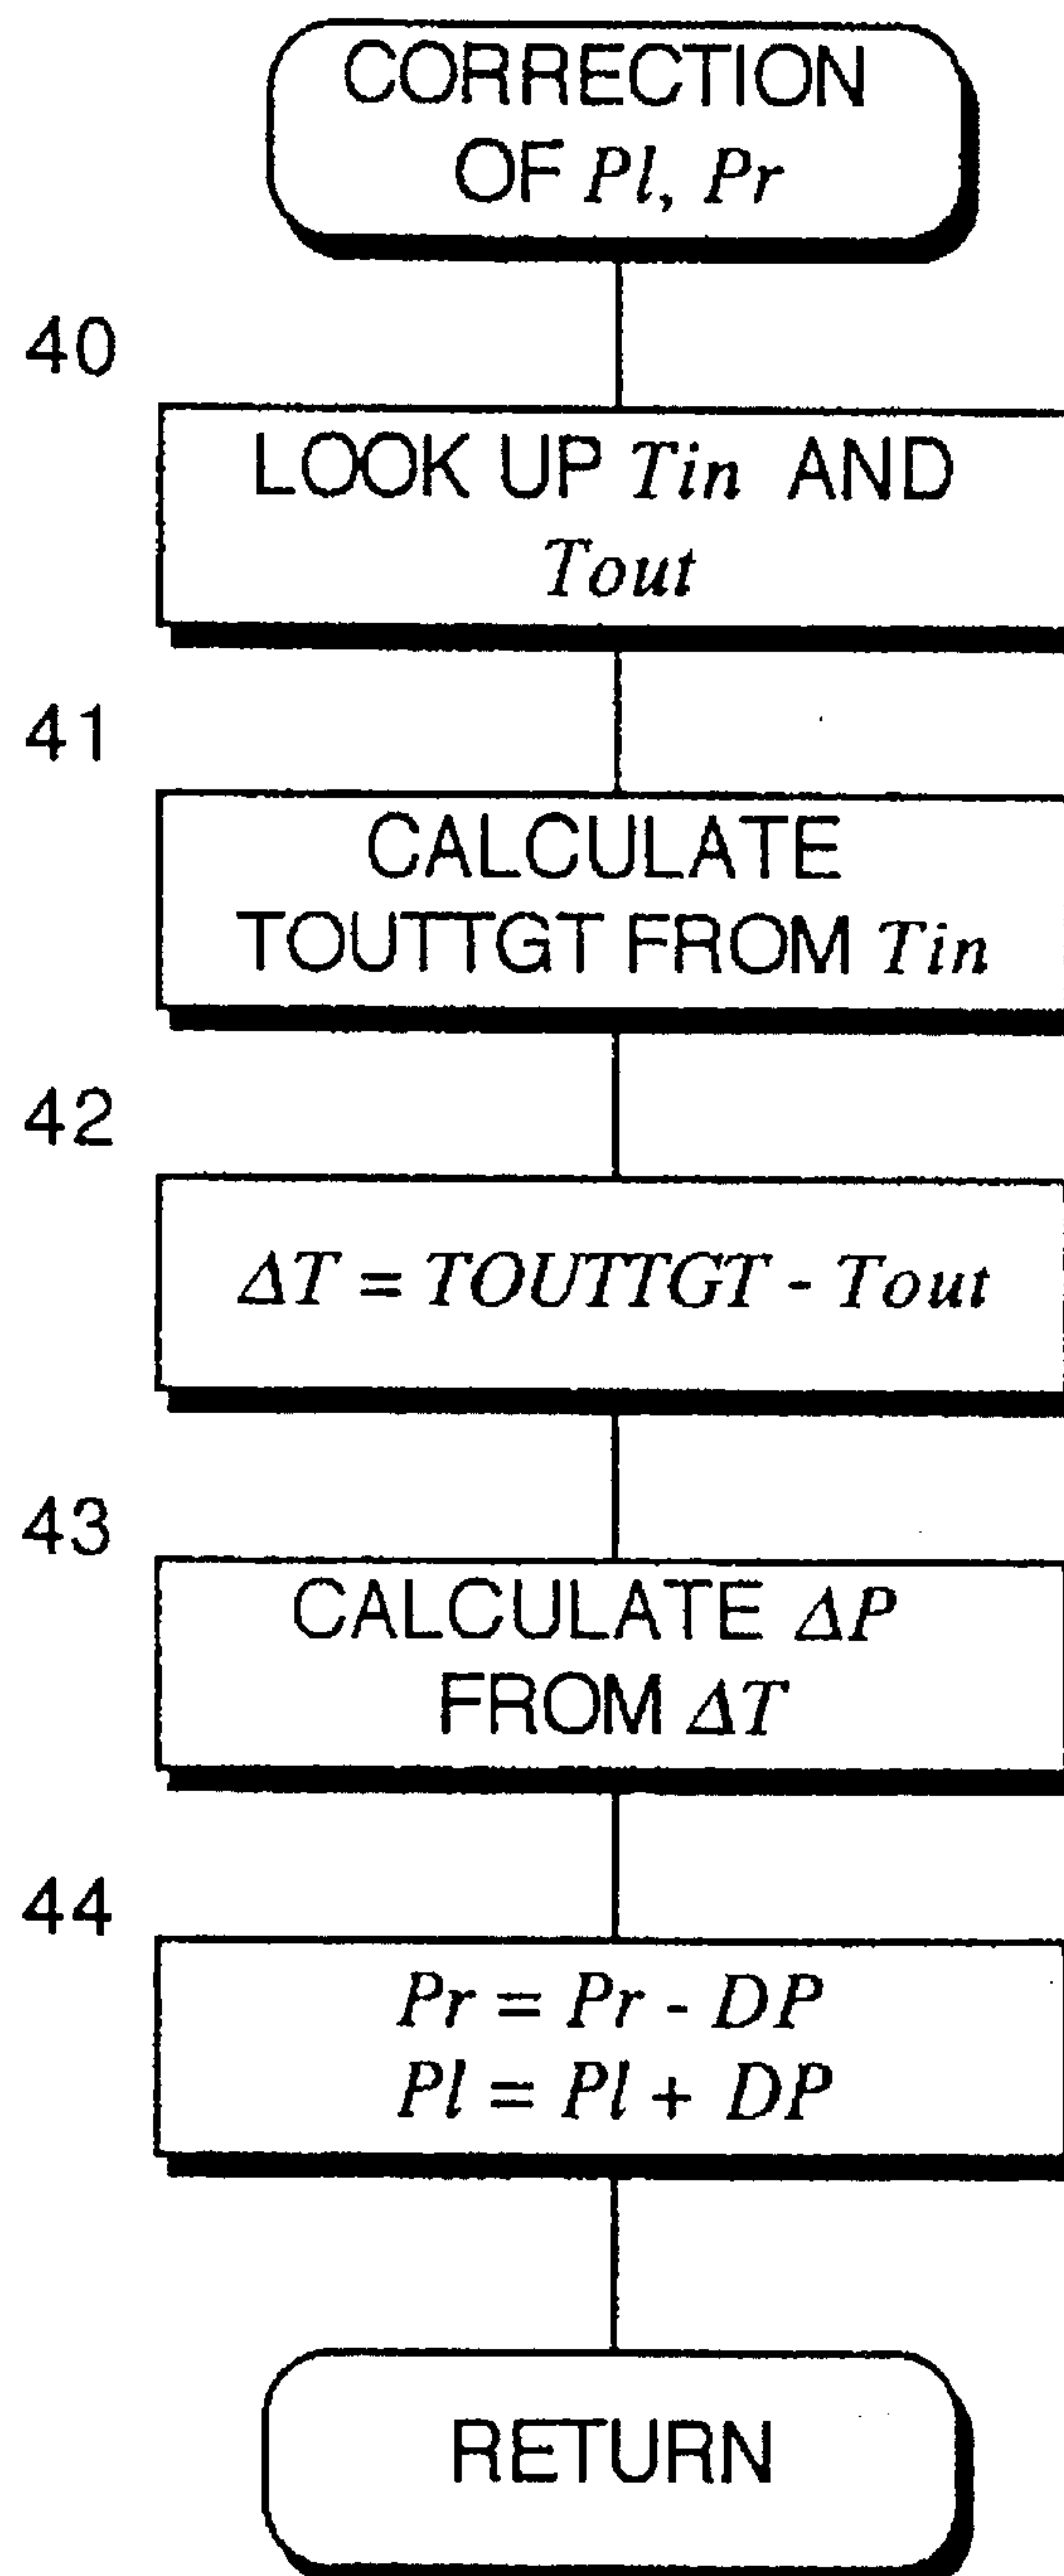 CORRECTION
OF Pl, Pr
40
LOOK UP Tin AND
Tout
41
CALCULATE
TOUTTGT FROM Tin
42
ΔT = TOUTTGT - Tout
43
CALCULATE ΔP
FROM ΔT
44
Pr = Pr - DP
Pl = Pl + DP
RETURN